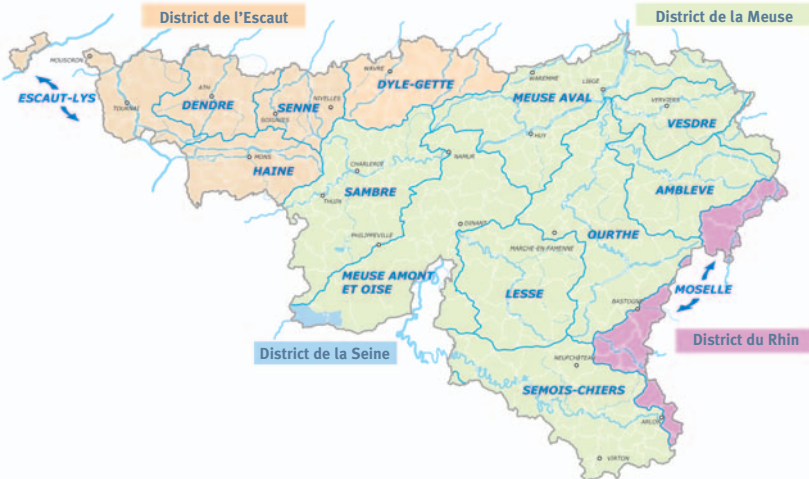 District de l'Escaut
District de la Meuse
MOUSCRON
ESCAUT-LYS
TOURNAI
ATH
DENDRE
SOIGNIES
SENNE
NIVELLES
WAVRE
DYLE-GETTE
WAREMME
LIEGE
MEUSE AVAL
VERVIERS
VESDRE
HUY
MONS
HAINE
CHARLEROI
NAMUR
SAMBRE
THUIN
AMBLEVE
DINANT
OURTHE
PHILIPPEVILLE
MARCHE-EN-FAMENNE
MEUSE AMONT
ET OISE
LESSE
MOSELLE
BASTOGNE
District du Rhin
District de la Seine
NEUFCHÂTEAU
SEMOIS-CHIERS
ARLON
VIRTON